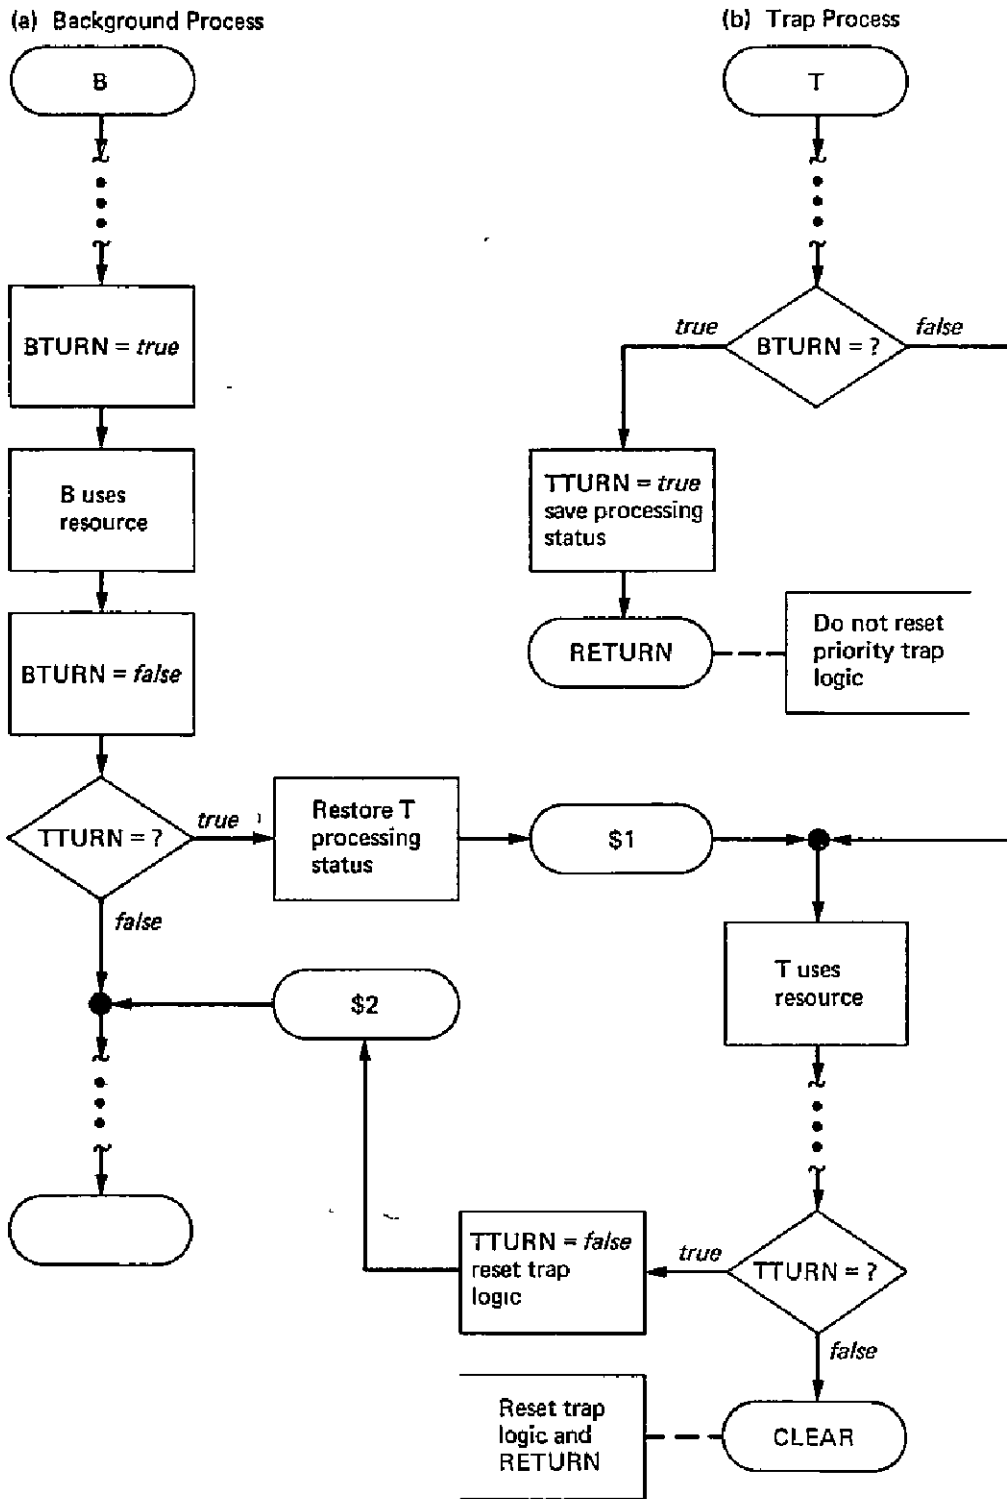 (a) Background Process
B
BTURN = true
B uses
resource
BTURN = false
TTURN = ?
true
false
Restore T
processing
status
$1
$2
(b) Trap Process
T
BTURN = ?
true
false
TTURN = true
save processing
status
RETURN
Do not reset
priority trap
logic
T uses
resource
TTURN = ?
true
false
TTURN = false
reset trap
logic
CLEAR
Reset trap
logic and
RETURN